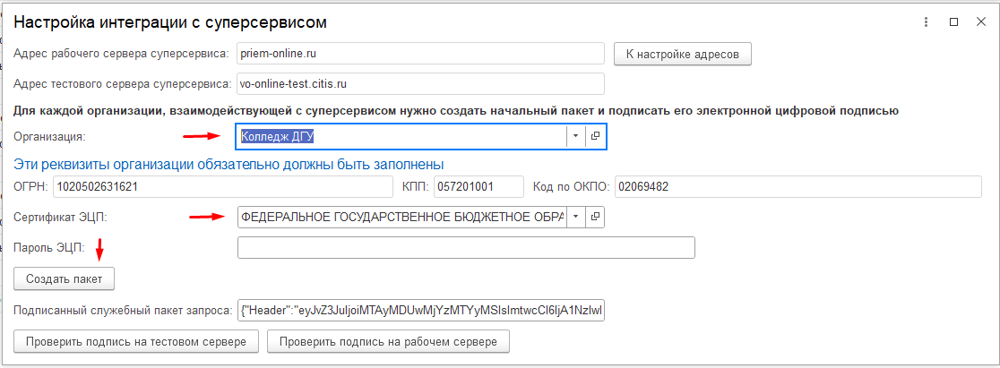 Настройка интеграции с суперсервисом
Адрес рабочего сервера суперсервиса: priem-online.ru К настройке адресов
Адрес тестового сервера суперсервиса: vo-online-test.citis.ru
Для каждой организации, взаимодействующей с суперсервисом нужно создать начальный пакет и подписать его электронной цифровой подписью
Организация: Колледж ДГУ
Эти реквизиты организации обязательно должны быть заполнены
ОГРН: 1020502631621 КПП: 057201001 Код по ОКПО: 02069482
Сертификат ЭЦП: ФЕДЕРАЛЬНОЕ ГОСУДАРСТВЕННОЕ БЮДЖЕТНОЕ ОБРА
Пароль ЭЦП:
Создать пакет
Подписанный служебный пакет запроса: {"Header":"eyJvZ3JuIjoiMTAyMDUwMjYzMTYyMSIsImtwcCI6IjA1NzIwI
Проверить подпись на тестовом сервере Проверить подпись на рабочем сервере